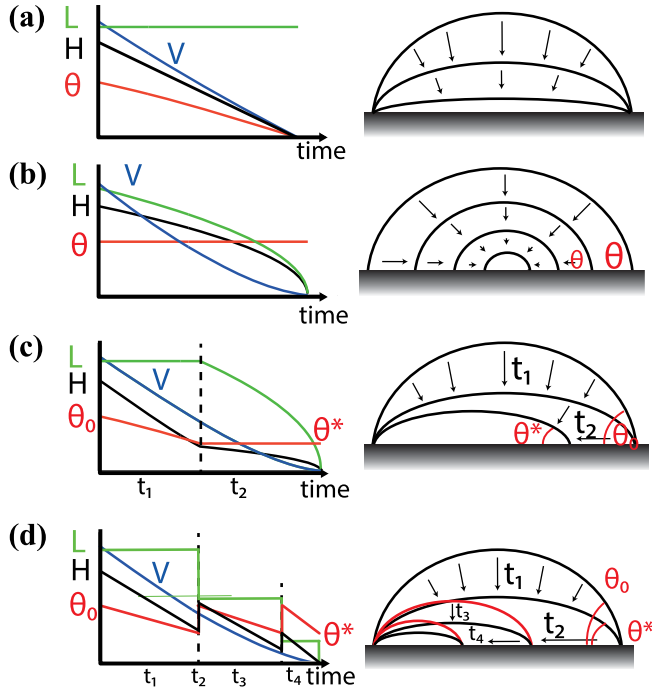 (a)
L
H
V
θ
time
(b)
L
V
H
θ
time
θ θ
(c)
L
H
V
θ₀
θ*
t₁ t₂
time
t₁
t₂
θ*
θ₀
(d)
L
H
V
θ₀
θ*
t₁ t₂ t₃ t₄
time
t₁
θ₀
t₃
t₄
t₂
θ*